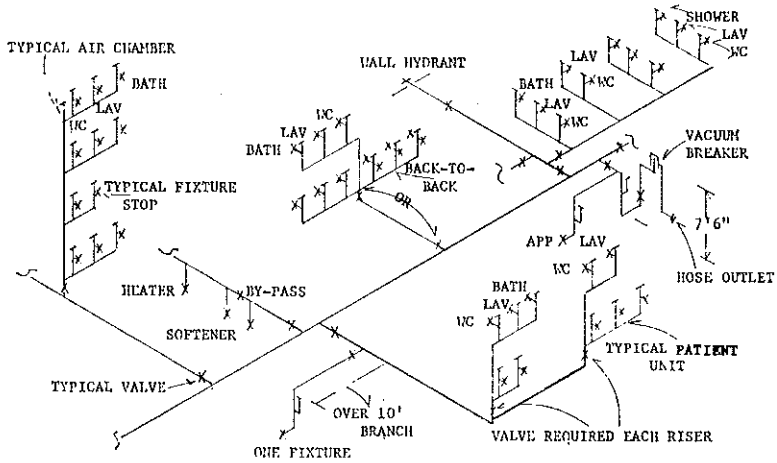 SHOWER
LAV
WC
TYPICAL AIR CHAMBER
BATH
LAV
WC
WALL HYDRANT
LAV
WC
BATH
LAV
WC
VACUUM
BREAKER
WC
LAV
BATH
BACK-TO-
BACK
OR
TYPICAL FIXTURE
STOP
7'6"
APP
LAV
HOSE OUTLET
HEATER
BY-PASS
SOFTENER
WC
BATH
LAV
WC
TYPICAL PATIENT
UNIT
TYPICAL VALVE
OVER 10'
BRANCH
ONE FIXTURE
VALVE REQUIRED EACH RISER